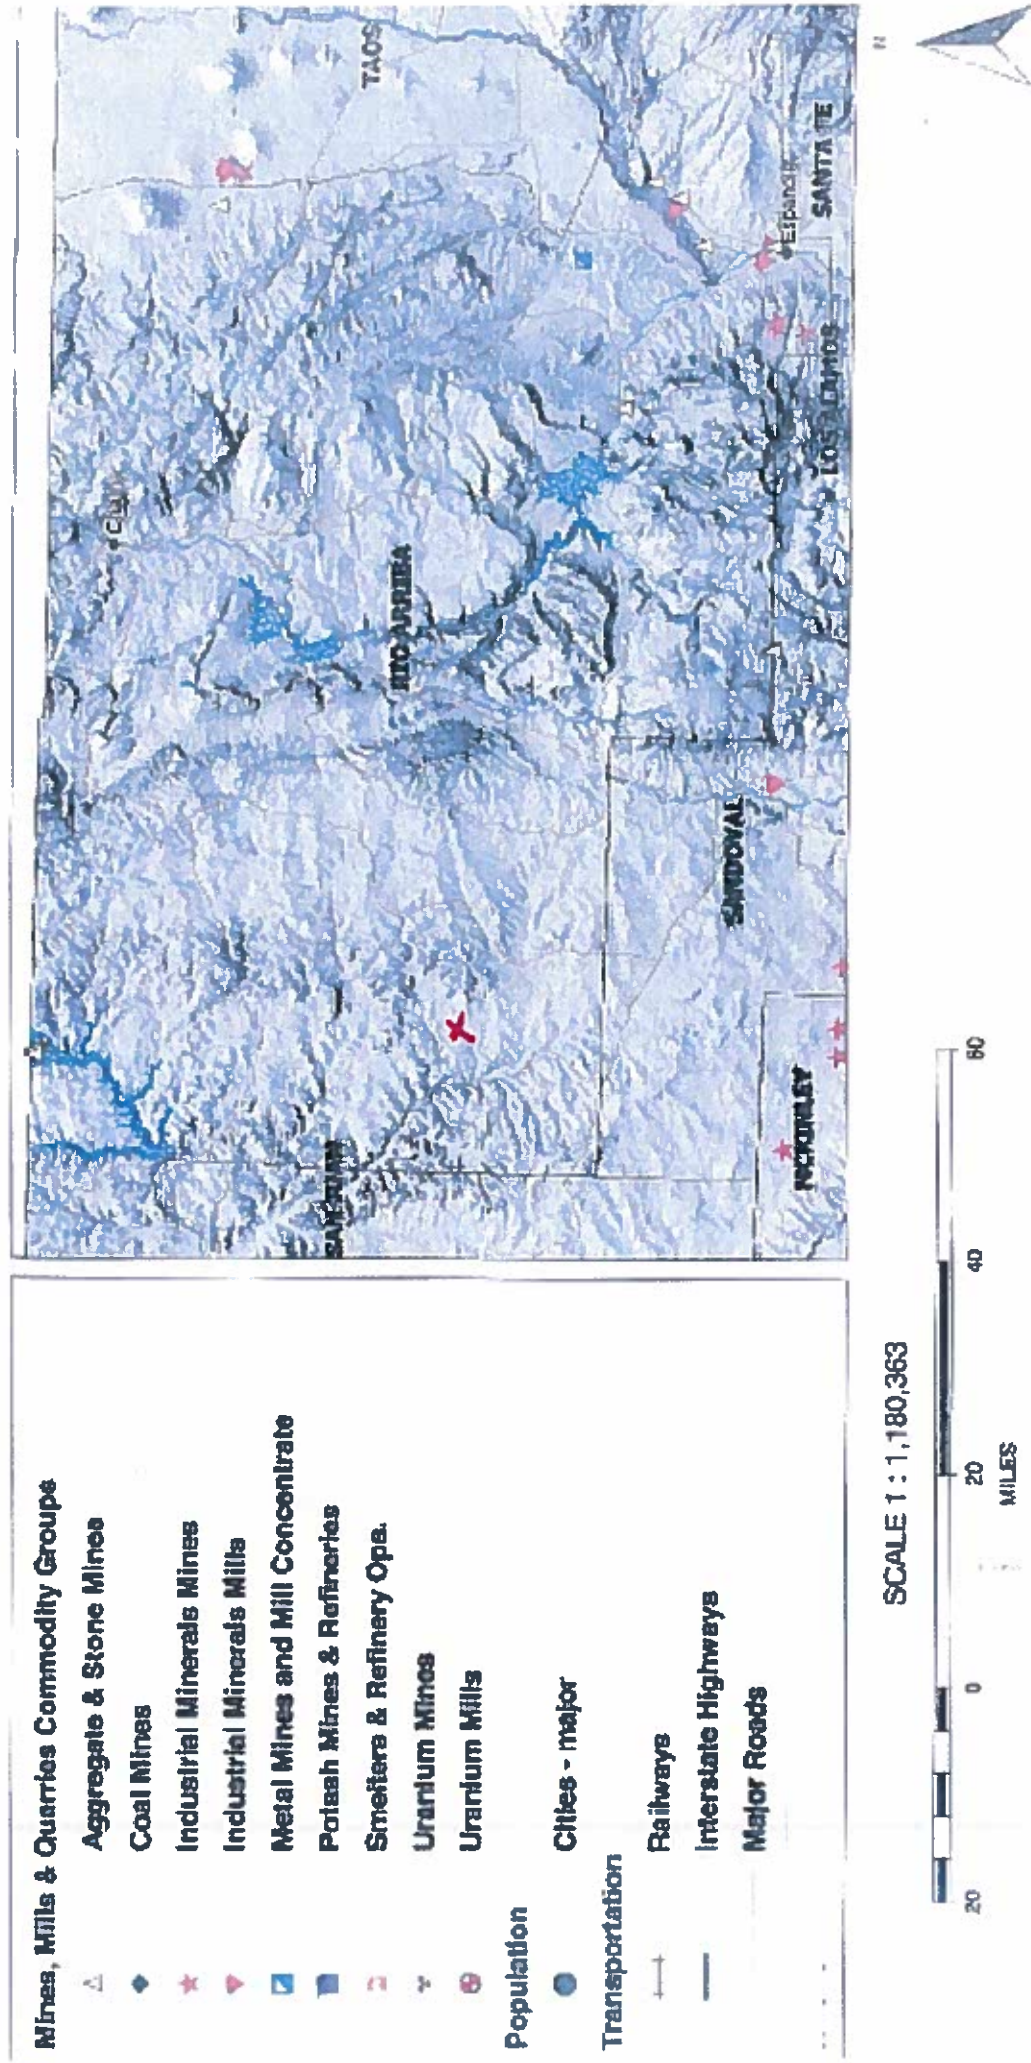 Mines, Mills & Quarries Commodity Groups
Aggregate & Stone Mines
Coal Mines
Industrial Minerals Mines
Industrial Minerals Mills
Metal Mines and Mill Concentrate
Potash Mines & Refineries
Smelters & Refinery Ops.
Uranium Mines
Uranium Mills
Population
Cities - major
Transportation
Railways
Interstate Highways
Major Roads
SAN JUAN
RIO ARRIBA
TAOS
MCKINLEY
SANDOVAL
LOS ALAMOS
SANTA FE
N
SCALE 1 : 1,180,363
20 0 20 40 60
MILES